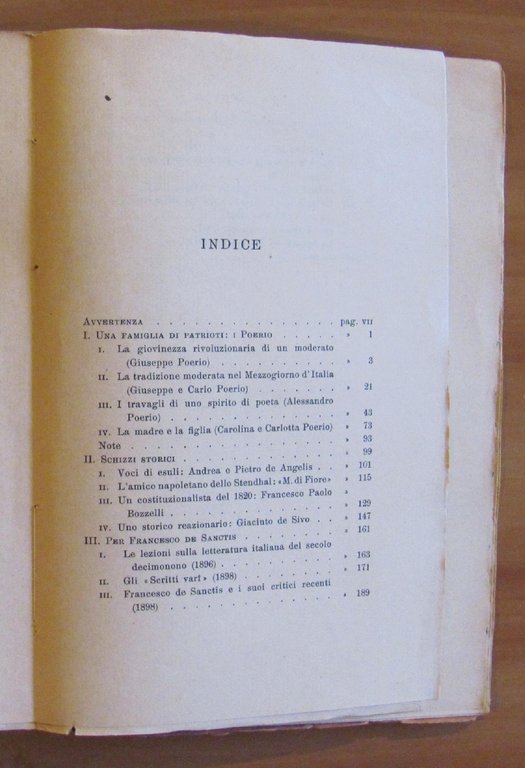 INDICE
AVVERTENZA . . . . . . . . . . . . . . . pag. VII
I. UNA FAMIGLIA DI PATRIOTI: I POERIO . . . . » 1
I. La giovinezza rivoluzionaria di un moderato
(Giuseppe Poerio) . . . . . . . . . . . » 3
II. La tradizione moderata nel Mezzogiorno d'Italia
(Giuseppe e Carlo Poerio) . . . . . . . » 21
III. I travagli di uno spirito di poeta (Alessandro
Poerio) . . . . . . . . . . . . . . . » 43
IV. La madre e la figlia (Carolina e Carlotta Poerio) » 73
Note . . . . . . . . . . . . . . . . . » 93
II. SCHIZZI STORICI . . . . . . . . . . . . » 99
I. Voci di esuli: Andrea e Pietro de Angelis . . . » 101
II. L'amico napoletano dello Stendhal: «M. di Fiore» » 115
III. Un costituzionalista del 1820: Francesco Paolo
Bozzelli . . . . . . . . . . . . . . . » 129
IV. Uno storico reazionario: Giacinto de Sivo . . » 147
III. PER FRANCESCO DE SANCTIS . . . . . . . . » 161
I. Le lezioni sulla letteratura italiana del secolo
decimonono (1896) . . . . . . . . . . . » 163
II. Gli «Scritti varî» (1898) . . . . . . . . » 171
III. Francesco de Sanctis e i suoi critici recenti
(1898) . . . . . . . . . . . . . . . » 189